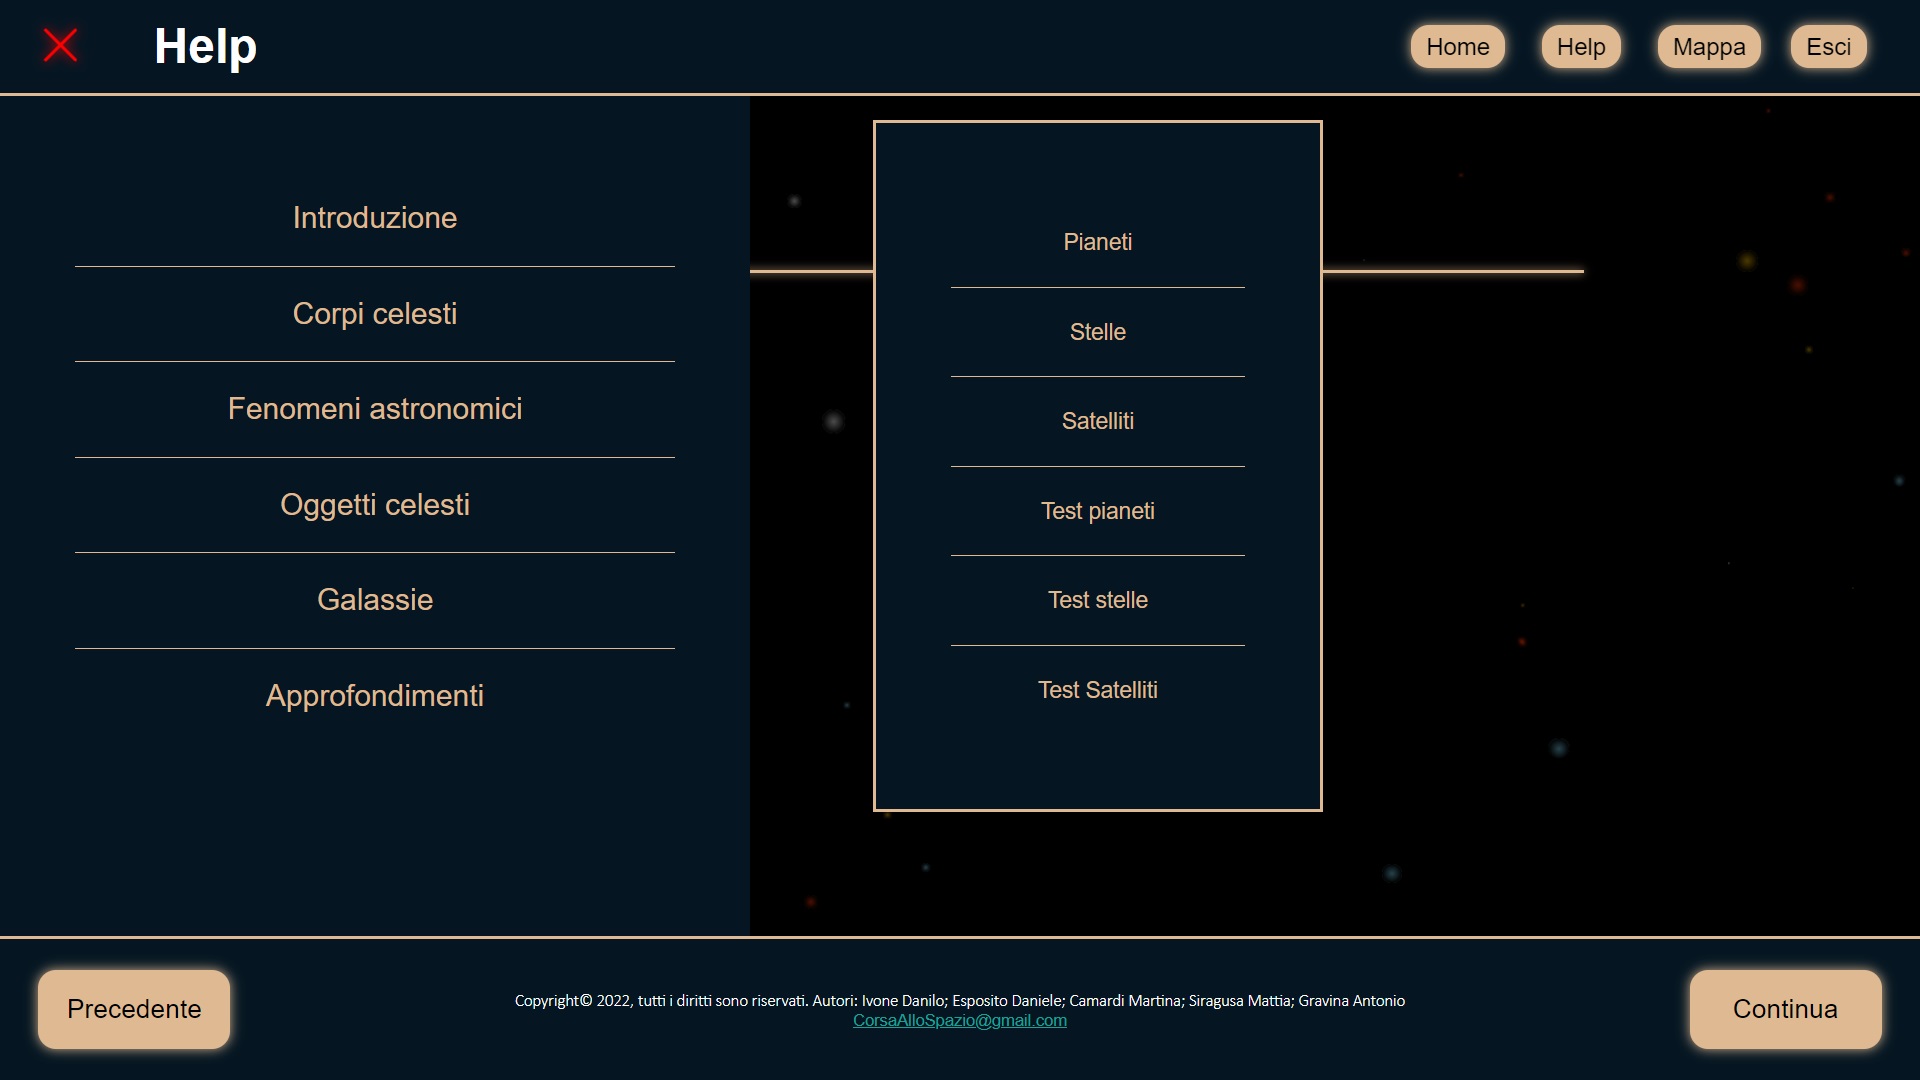 Help
Home
Help
Mappa
Esci
Introduzione
Corpi celesti
Fenomeni astronomici
Oggetti celesti
Galassie
Approfondimenti
Pianeti
Stelle
Satelliti
Test pianeti
Test stelle
Test Satelliti
Precedente
Copyright© 2022, tutti i diritti sono riservati. Autori: Ivone Danilo; Esposito Daniele; Camardi Martina; Siragusa Mattia; Gravina Antonio
CorsaAlloSpazio@gmail.com
Continua